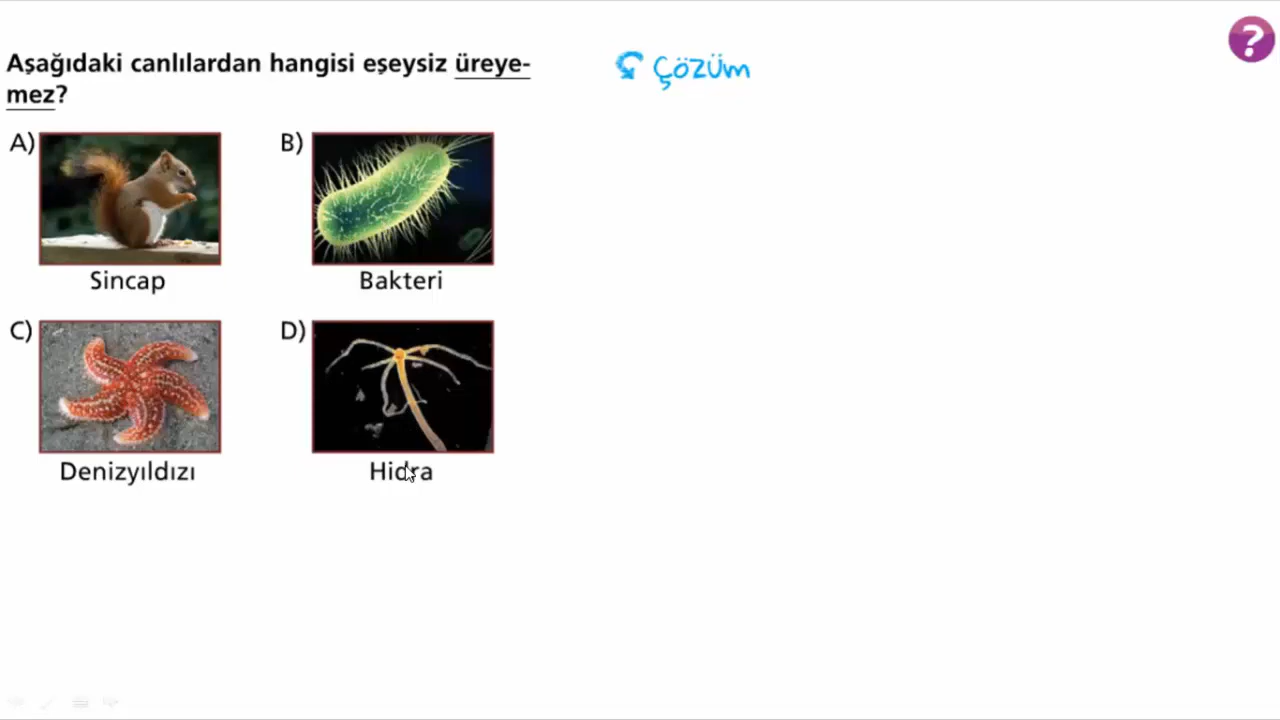 Aşağıdaki canlılardan hangisi eşeysiz üreye-
mez?
Çözüm
?
A)
B)
Sincap
Bakteri
C)
D)
Denizyıldızı
Hidra